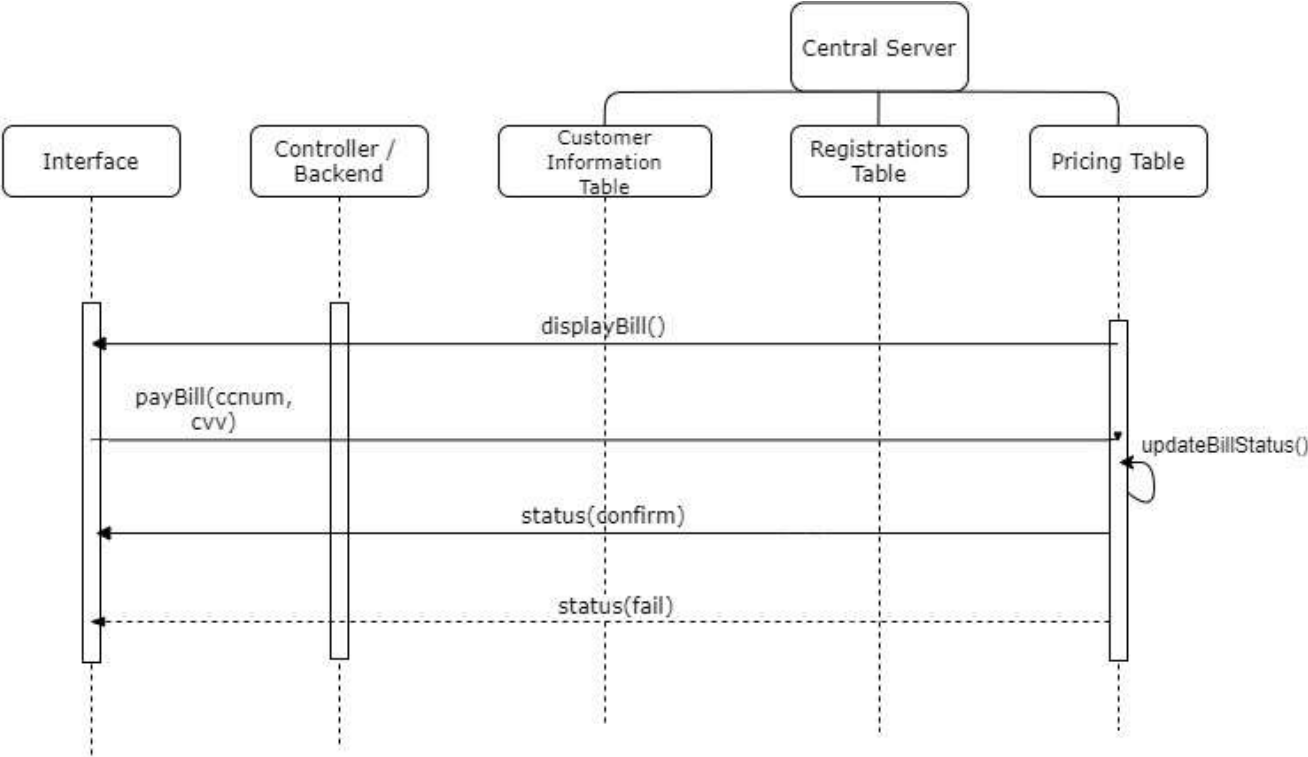 Central Server
Interface
Controller /
Backend
Customer
Information
Table
Registrations
Table
Pricing Table
displayBill()
payBill(ccnum,
cvv)
updateBillStatus()
status(confirm)
status(fail)